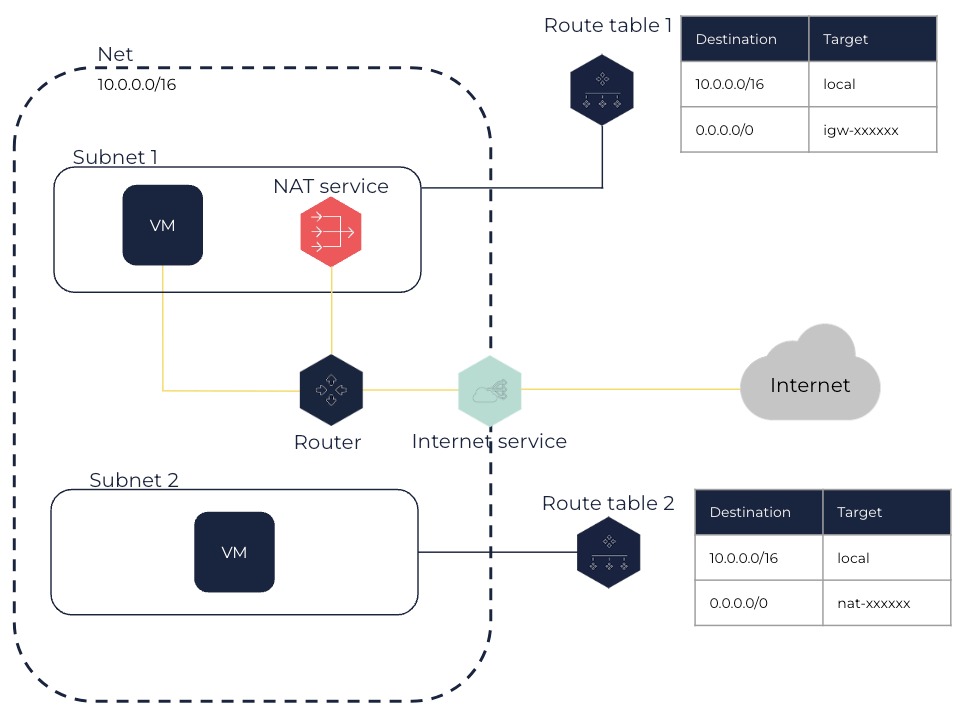 Route table 1
Destination Target
10.0.0.0/16 local
0.0.0.0/0 igw-xxxxxx
Net
10.0.0.0/16
Subnet 1
NAT service
VM
Internet
Router
Internet service
Subnet 2
VM
Route table 2
Destination Target
10.0.0.0/16 local
0.0.0.0/0 nat-xxxxxx